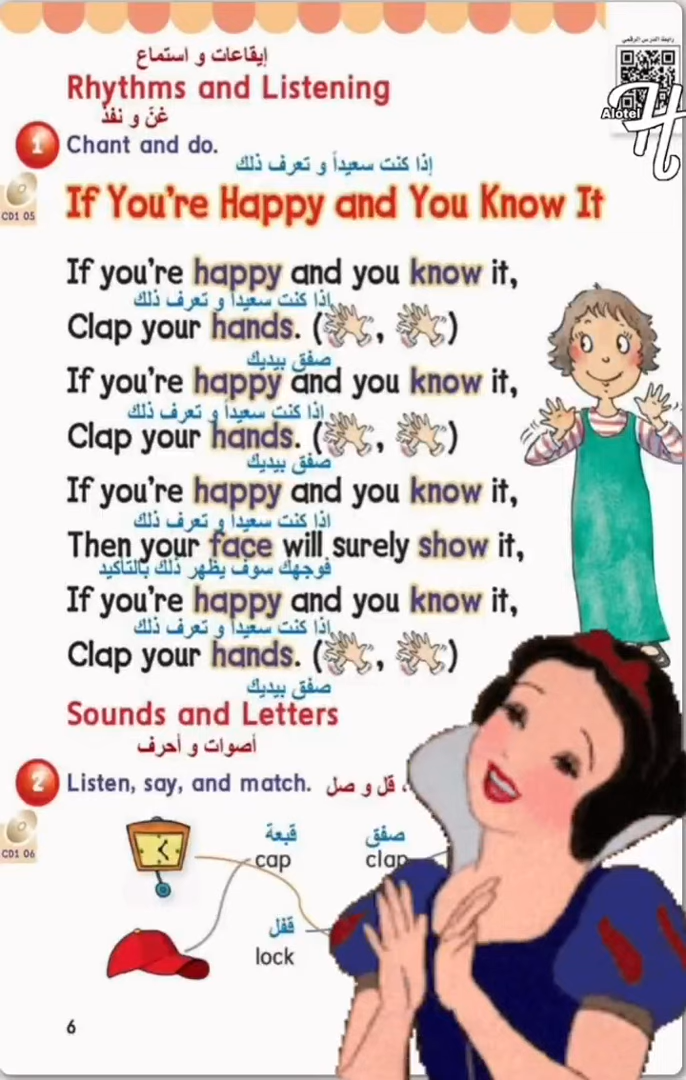 رابطة الدرس الرقمي
Alotel H
إيقاعات و استماع
Rhythms and Listening
غنّ و نفذ
1 Chant and do.
إذا كنت سعيداً و تعرف ذلك
CD1 05
If You're Happy and You Know It
If you're happy and you know it,
إذا كنت سعيداً و تعرف ذلك
Clap your hands. ( , )
صفق بيديك
If you're happy and you know it,
إذا كنت سعيداً و تعرف ذلك
Clap your hands. ( , )
صفق بيديك
If you're happy and you know it,
اذا كنت سعيداً و تعرف ذلك
Then your face will surely show it,
فوجهك سوف يظهر ذلك بالتأكيد
If you're happy and you know it,
إذا كنت سعيداً و تعرف ذلك
Clap your hands. ( , )
صفق بيديك
Sounds and Letters
أصوات و أحرف
2 Listen, say, and match.
، قل و صل
CD1 06
قبعة
صفق
cap
clap
قفل
lock
6